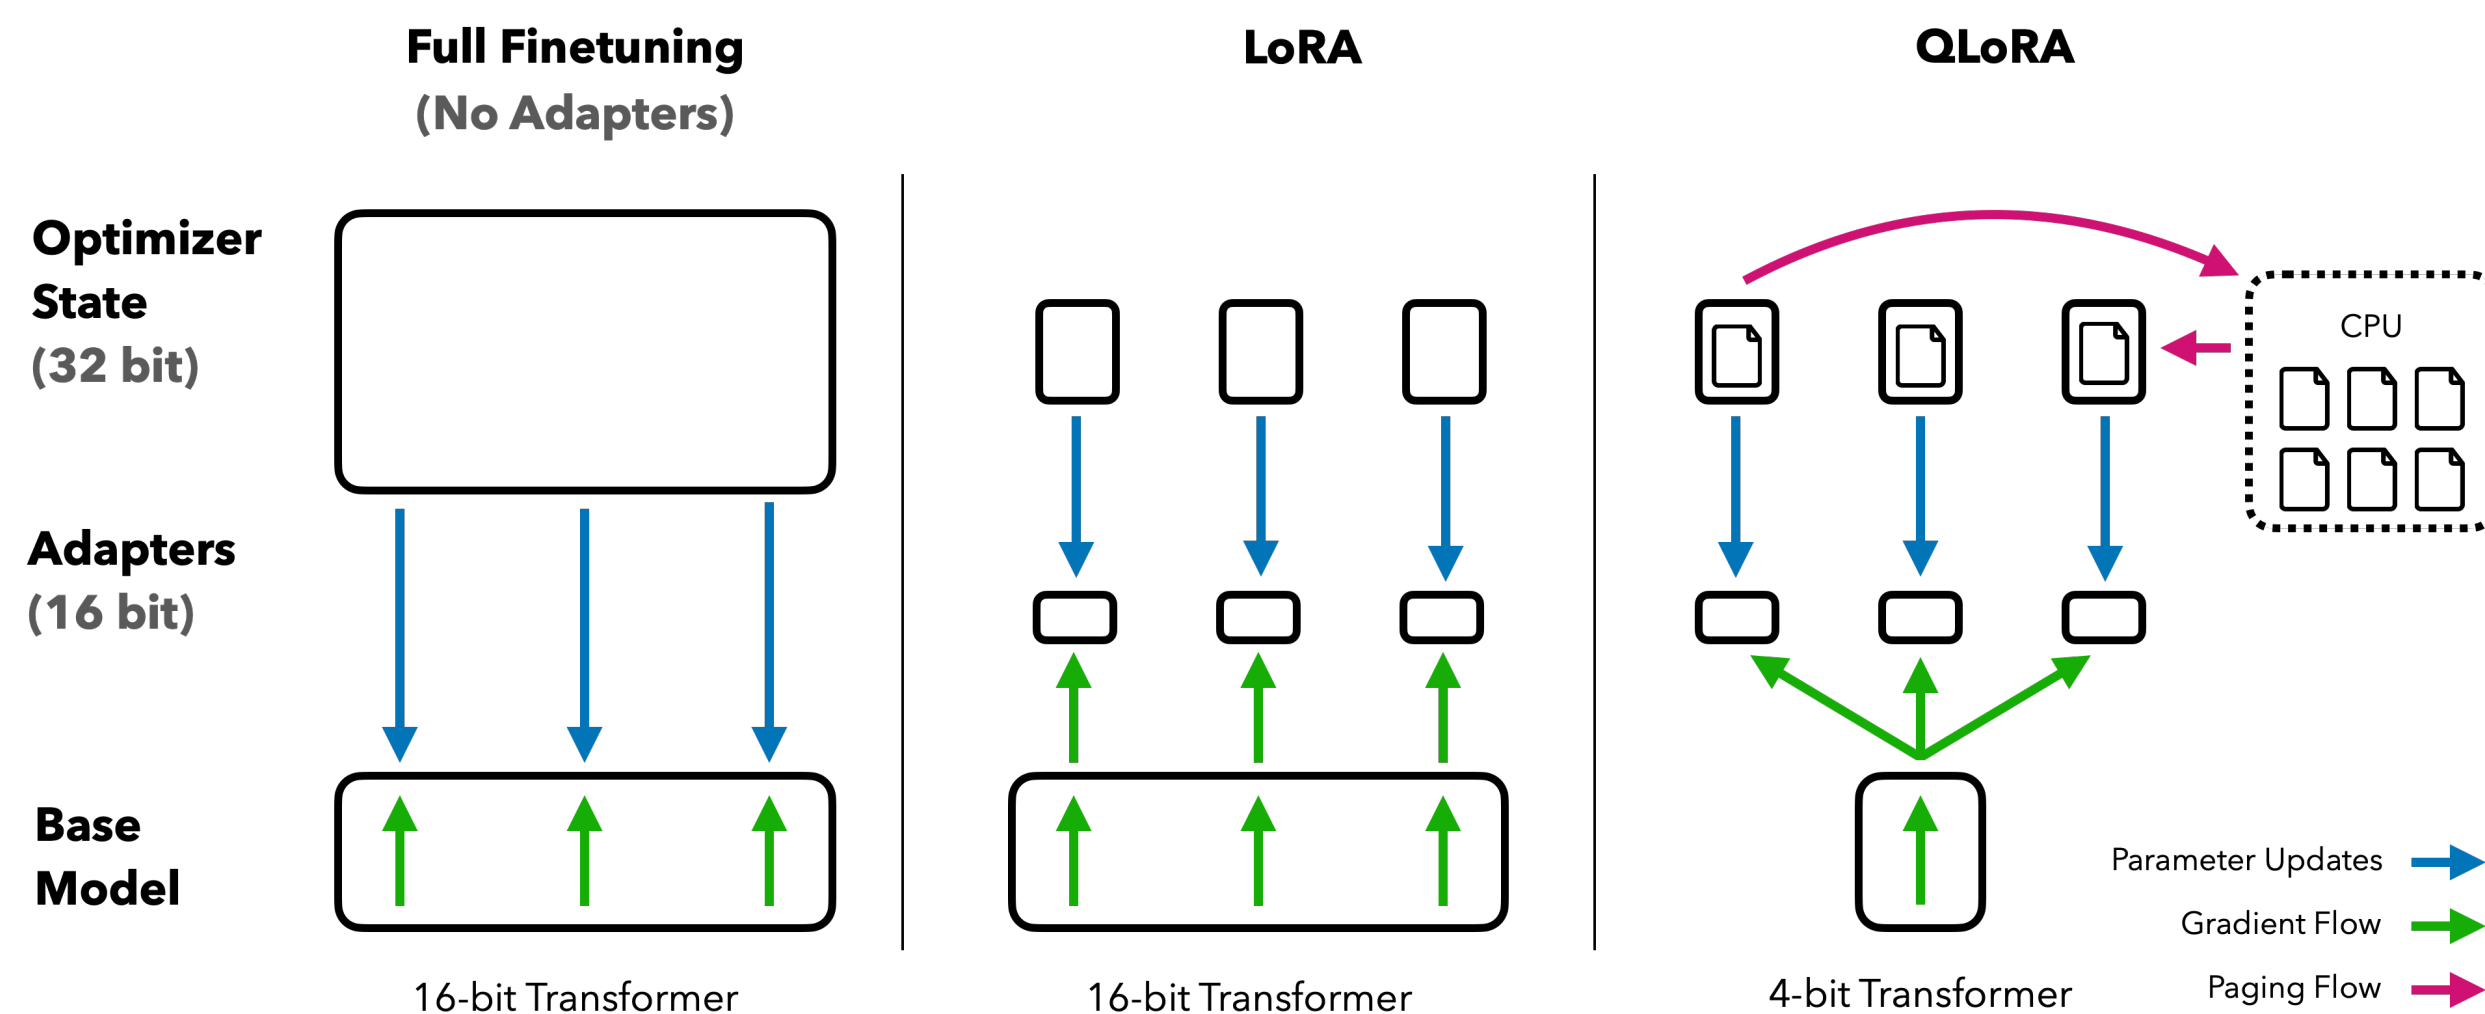 Full Finetuning
(No Adapters)
LoRA
QLoRA
Optimizer
State
(32 bit)
CPU
Adapters
(16 bit)
Base
Model
Parameter Updates
Gradient Flow
Paging Flow
16-bit Transformer
16-bit Transformer
4-bit Transformer